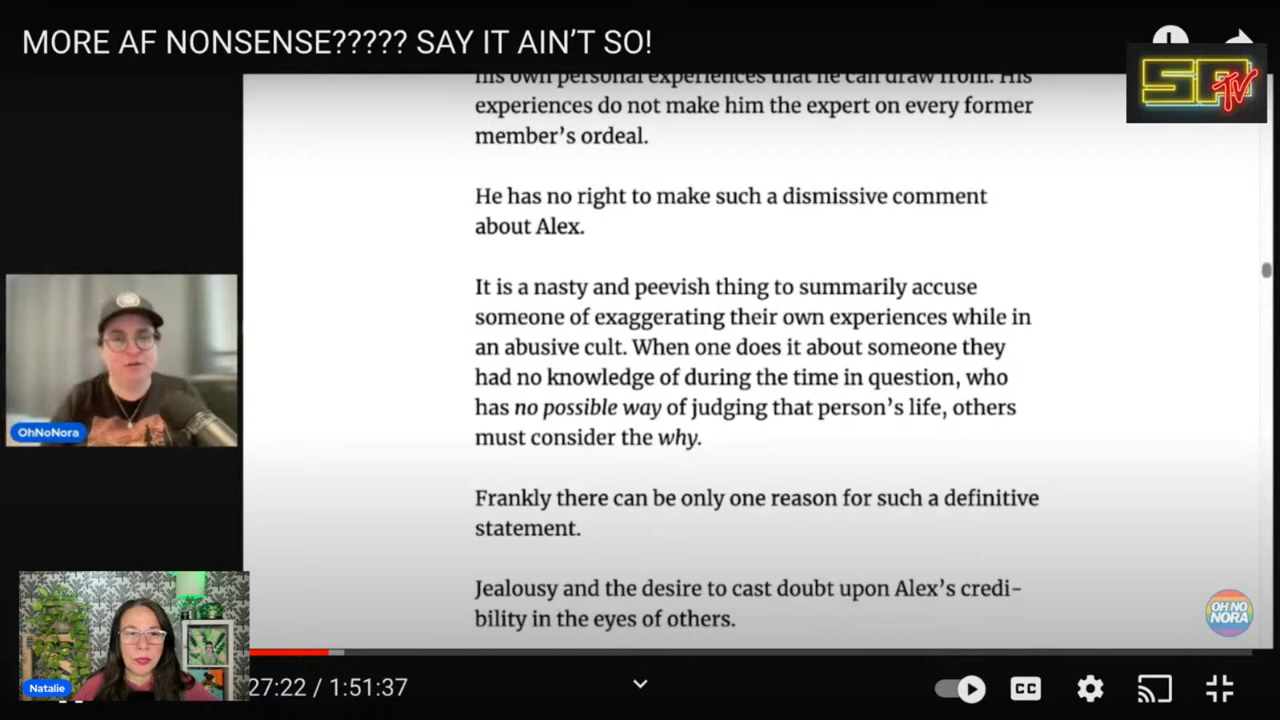 MORE AF NONSENSE????? SAY IT AIN'T SO!
SPTV
his own personal experiences that he can draw from. His
experiences do not make him the expert on every former
member's ordeal.
He has no right to make such a dismissive comment
about Alex.
It is a nasty and peevish thing to summarily accuse
someone of exaggerating their own experiences while in
an abusive cult. When one does it about someone they
had no knowledge of during the time in question, who
has no possible way of judging that person's life, others
must consider the why.
Frankly there can be only one reason for such a definitive
statement.
Jealousy and the desire to cast doubt upon Alex's credi-
bility in the eyes of others.
OhNoNora
OH NO
NORA
Natalie
27:22 / 1:51:37
CC